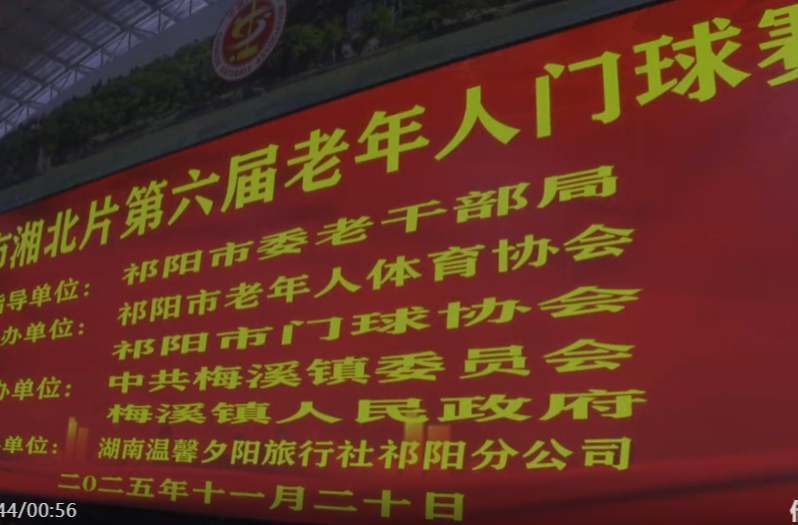 市湘北片第六届老年人门球赛
指导单位：祁阳市委老干部局
办单位：祁阳市老年人体育协会
祁阳市门球协会
办单位：中共梅溪镇委员会
梅溪镇人民政府
单位：湖南温馨夕阳旅行社祁阳分公司
二〇二五年十一月二十日
44/00:56